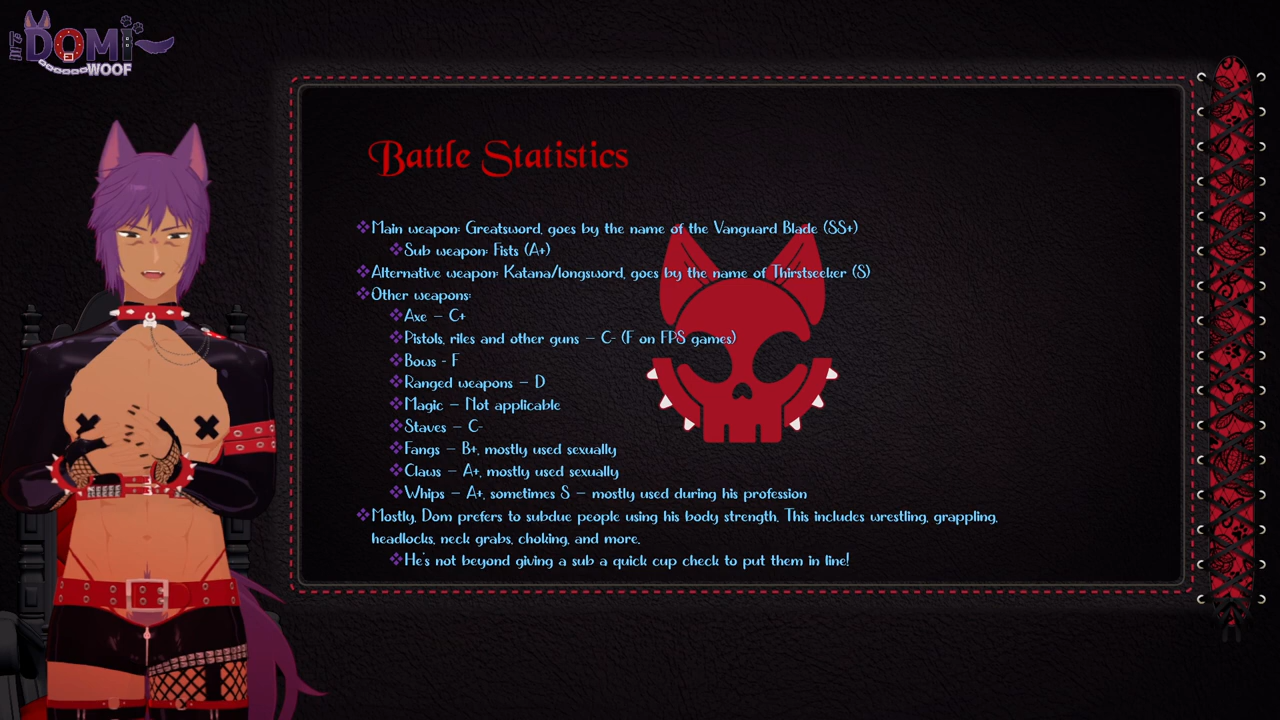 DOMi
WOOF
Battle Statistics
❖Main weapon: Greatsword, goes by the name of the Vanguard Blade (SS+)
❖Sub weapon: Fists (A+)
❖Alternative weapon: Katana/longsword, goes by the name of Thirstseeker (S)
❖Other weapons:
❖Axe – C+
❖Pistols, riles and other guns – C- (F on FPS games)
❖Bows - F
❖Ranged weapons – D
❖Magic – Not applicable
❖Staves – C-
❖Fangs – B+, mostly used sexually
❖Claws – A+, mostly used sexually
❖Whips – A+, sometimes S – mostly used during his profession
❖Mostly, Dom prefers to subdue people using his body strength. This includes wrestling, grappling,
headlocks, neck grabs, choking, and more.
❖He's not beyond giving a sub a quick cup check to put them in line!